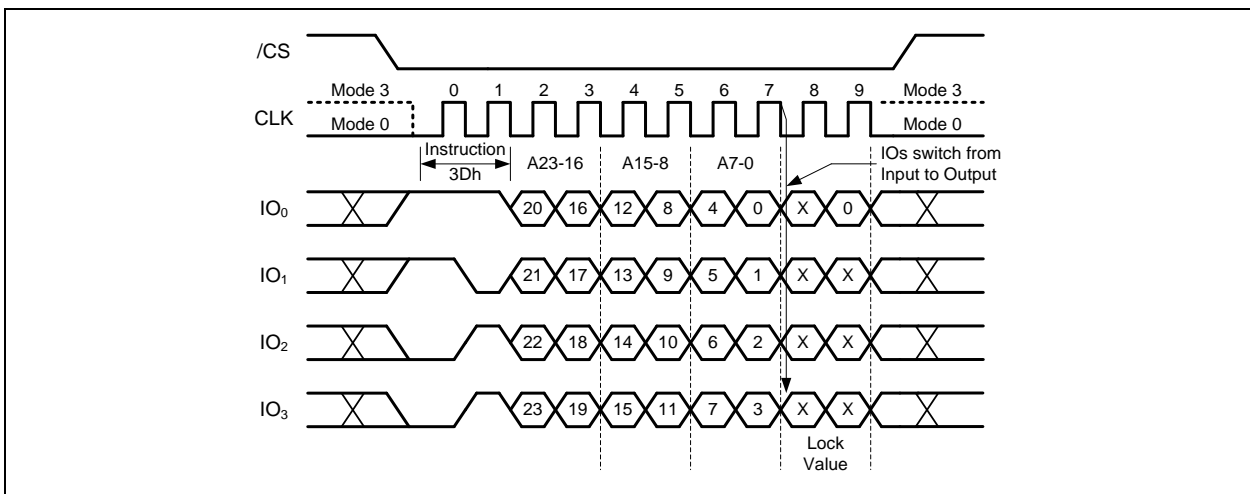 /CS
Mode 3 0 1 2 3 4 5 6 7 8 9 Mode 3
CLK
Mode 0 Mode 0
Instruction
3Dh
A23-16 A15-8 A7-0
IOs switch from
Input to Output
IO₀ 20 16 12 8 4 0 X 0
IO₁ 21 17 13 9 5 1 X X
IO₂ 22 18 14 10 6 2 X X
IO₃ 23 19 15 11 7 3 X X
Lock
Value